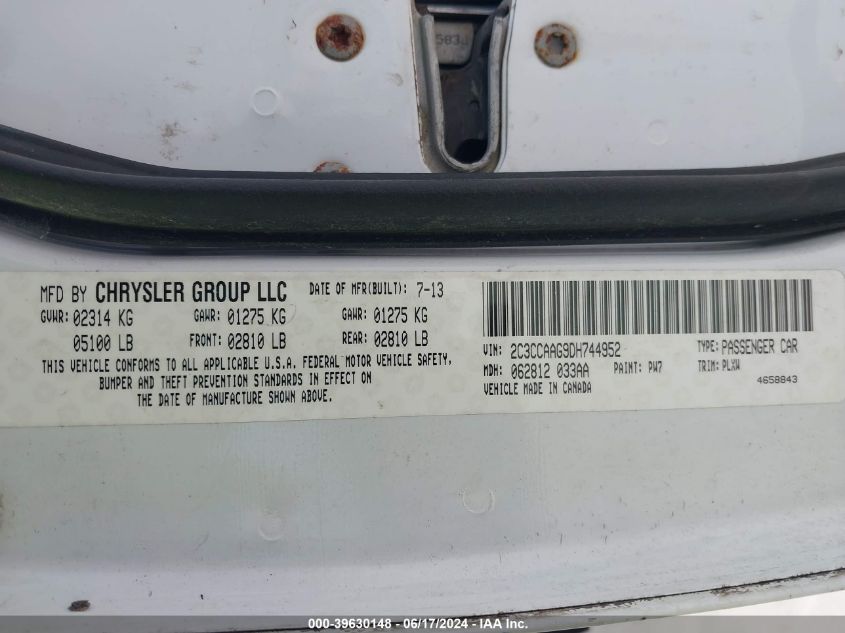 583J
MFD BY CHRYSLER GROUP LLC DATE OF MFR(BUILT): 7-13
GVWR: 02314 KG GAWR: 01275 KG GAWR: 01275 KG
05100 LB FRONT: 02810 LB REAR: 02810 LB
THIS VEHICLE CONFORMS TO ALL APPLICABLE U.S.A. FEDERAL MOTOR VEHICLE SAFETY,
BUMPER AND THEFT PREVENTION STANDARDS IN EFFECT ON
THE DATE OF MANUFACTURE SHOWN ABOVE.
VIN: 2C3CCAAG9DH744952 TYPE: PASSENGER CAR
MDH: 062812 033AA PAINT: PW7 TRIM: PLXW
VEHICLE MADE IN CANADA 4658843
000-39630148 - 06/17/2024 - IAA Inc.